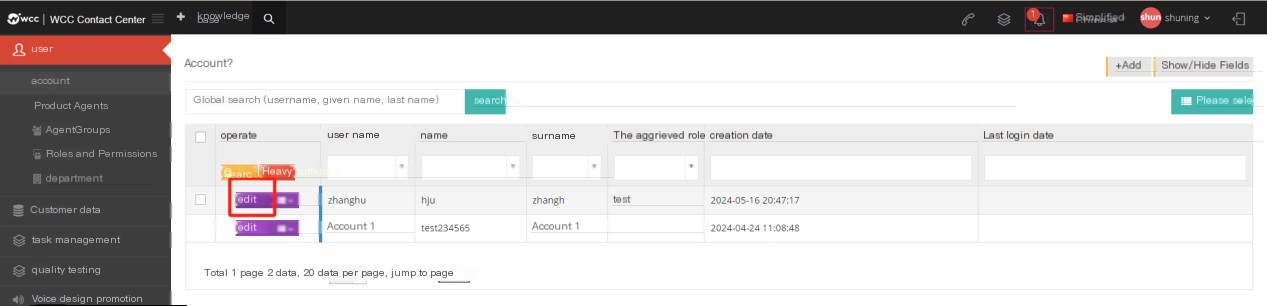 wcc | WCC Contact Center
knowledge base
1
Simplified
shun shuning
user
account
Product Agents
AgentGroups
Roles and Permissions
department
Customer data
task management
quality testing
Voice design promotion
Account?
+Add Show/Hide Fields
Global search (username, given name, last name) search
Please sele
operate user name name surname The aggrieved role creation date Last login date
Searc Heavy
edit zhanghu hju zhangh test 2024-05-16 20:47:17
edit Account 1 test234565 Account 1 2024-04-24 11:08:48
Total 1 page 2 data, 20 data per page, jump to page